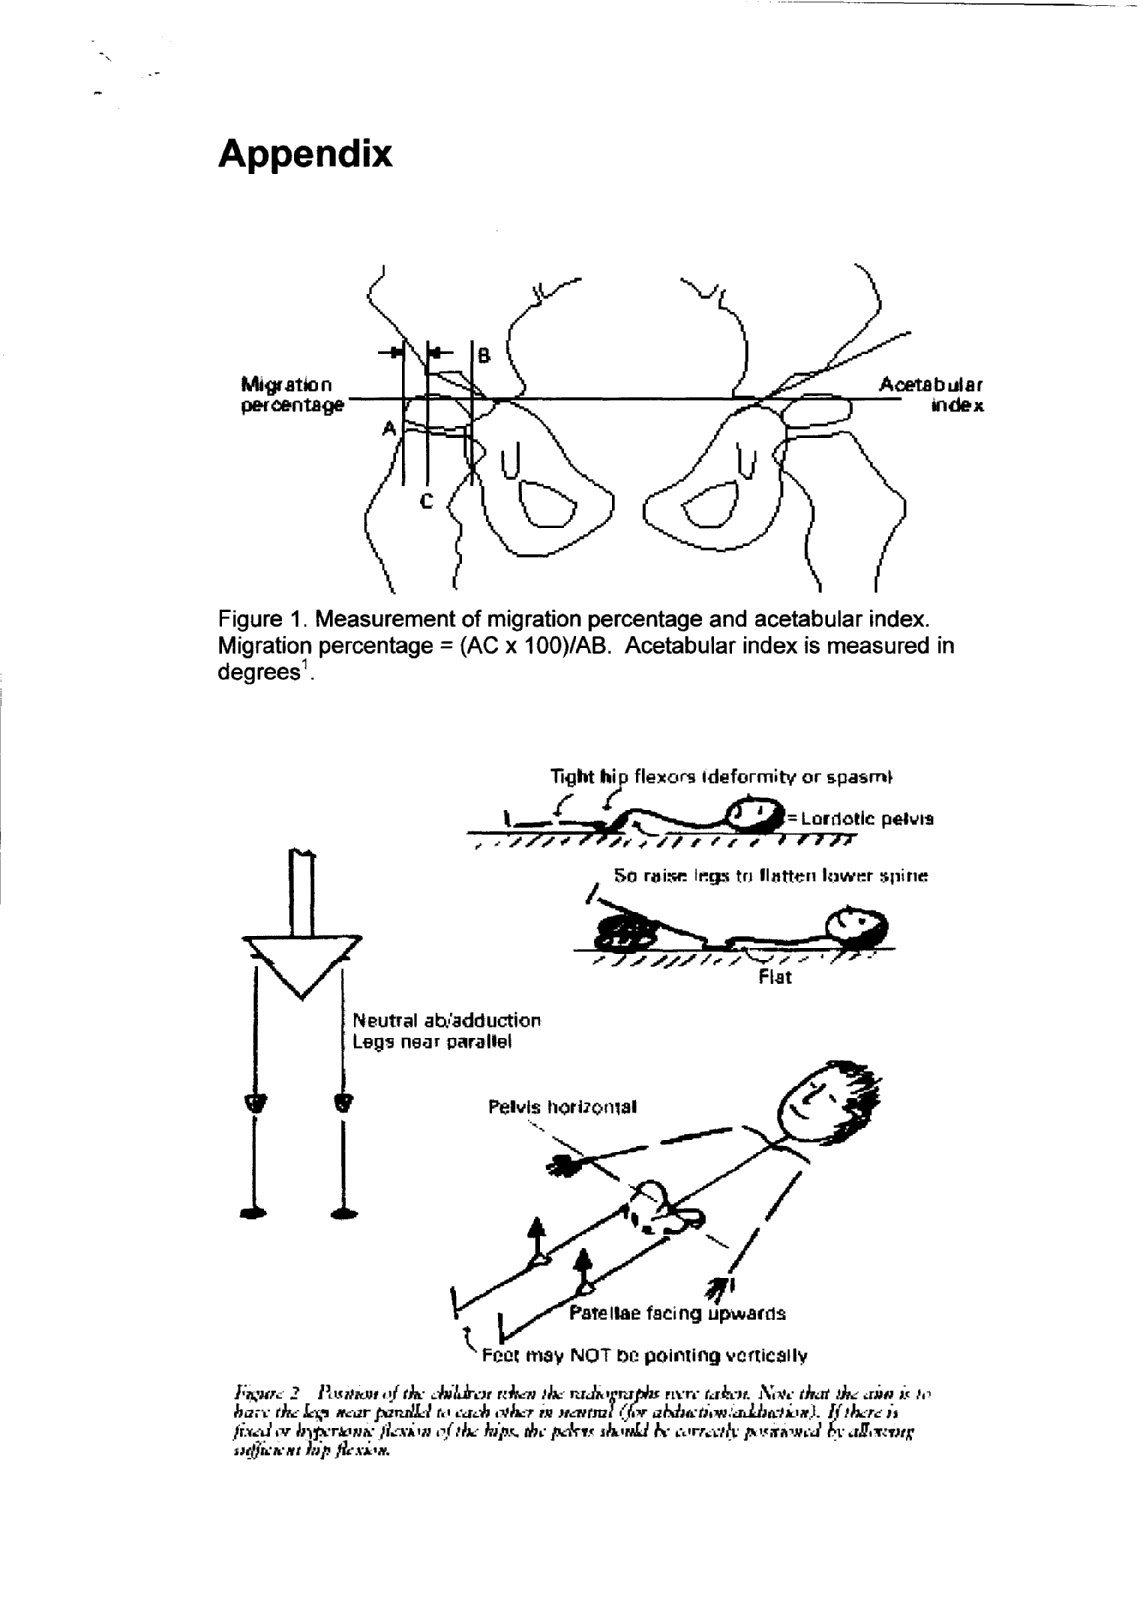 Appendix
B
Migration
percentage
Acetabular
index
A
C
Figure 1. Measurement of migration percentage and acetabular index.
Migration percentage = (AC x 100)/AB. Acetabular index is measured in
degrees¹.
Tight hip flexors (deformity or spasm)
= Lordotic pelvis
So raise legs to flatten lower spine
Flat
Neutral ab/adduction
Legs near parallel
Pelvis horizontal
Patellae facing upwards
Feet may NOT be pointing vertically
Figure 2 Position of the children when the radiographs were taken. Note that the aim is to
have the legs near parallel to each other in neutral (for abduction/adduction). If there is
fixed or hypertonic flexion of the hips, the pelvis should be correctly positioned by allowing
sufficient hip flexion.